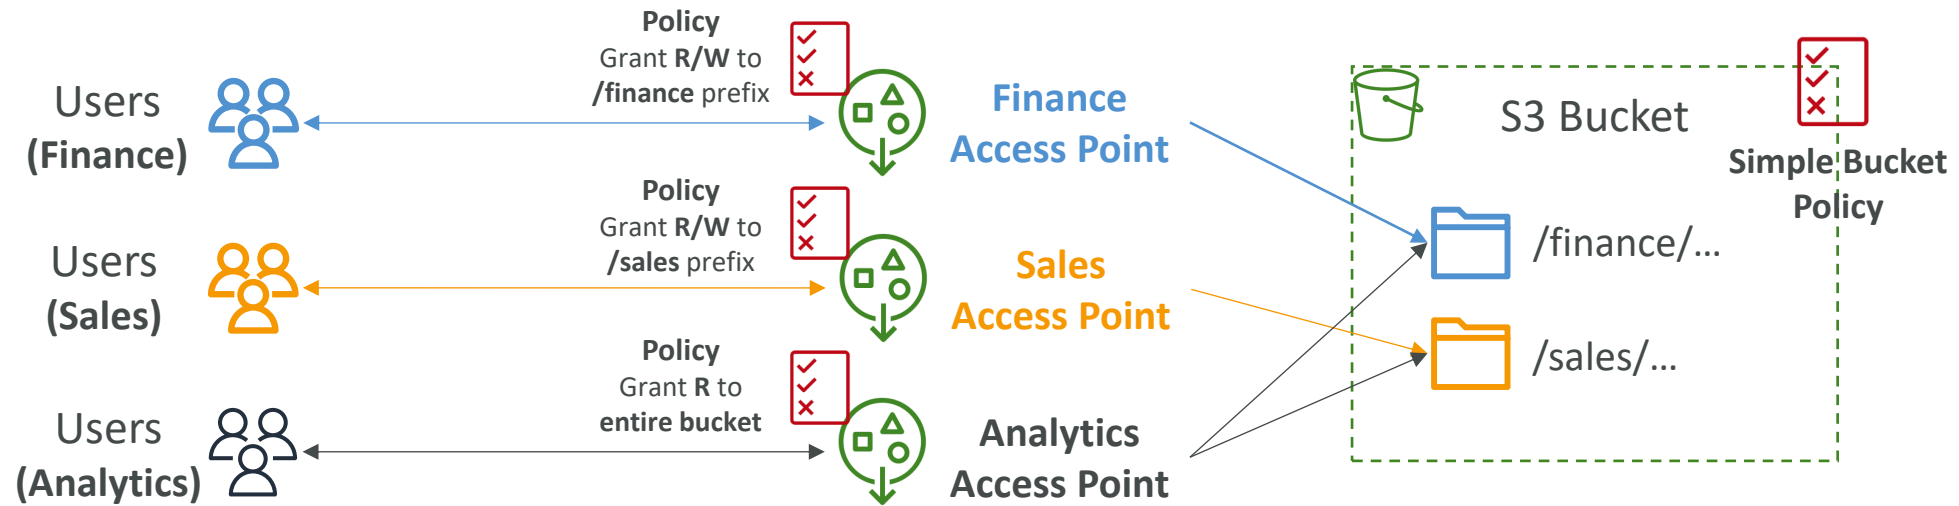 Policy
Grant R/W to
/finance prefix
Users
(Finance)
Finance
Access Point
S3 Bucket
Simple Bucket
Policy
Policy
Grant R/W to
/sales prefix
Users
(Sales)
Sales
Access Point
/finance/...
/sales/...
Policy
Grant R to
entire bucket
Users
(Analytics)
Analytics
Access Point